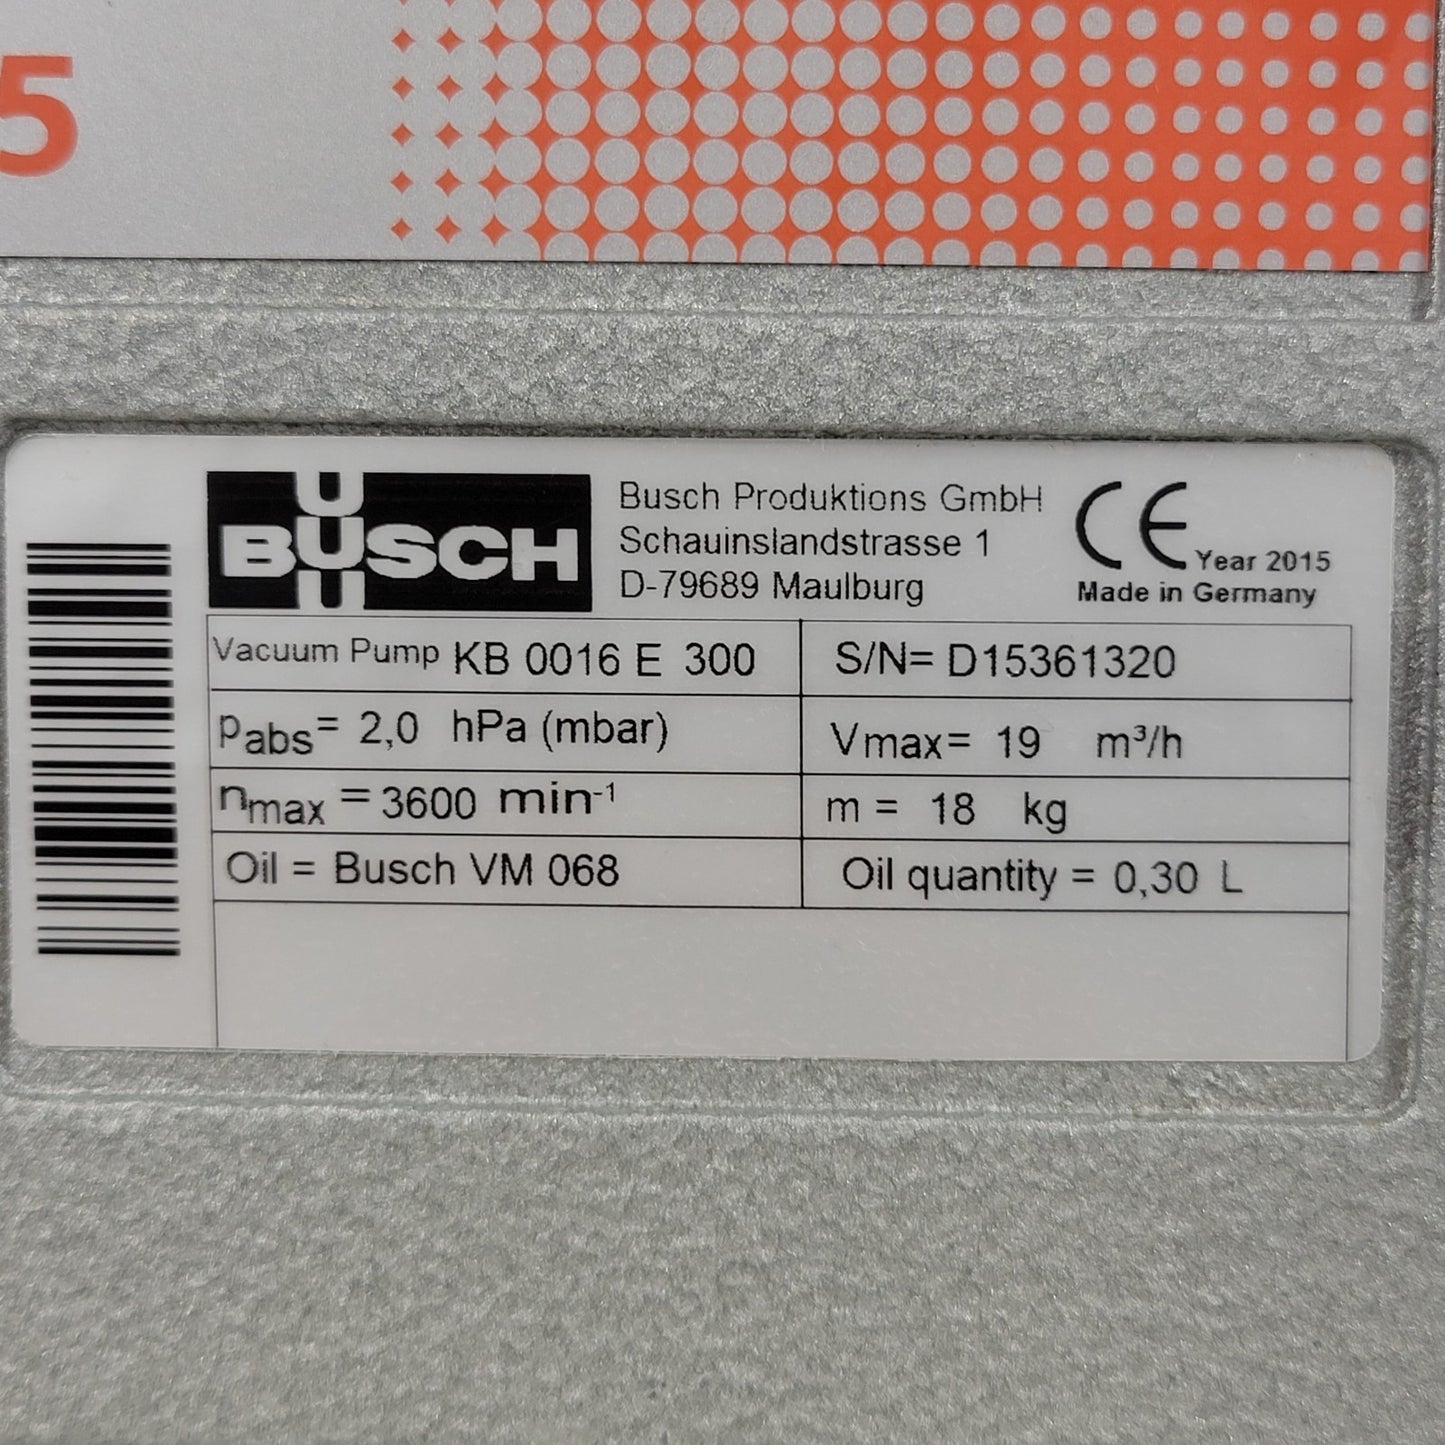 5
BUSCH
Busch Produktions GmbH
Schauinslandstrasse 1
D-79689 Maulburg
CE Year 2015
Made in Germany
Vacuum Pump KB 0016 E 300
S/N= D15361320
pabs= 2,0 hPa (mbar)
Vmax= 19 m³/h
nmax = 3600 min-1
m = 18 kg
Oil = Busch VM 068
Oil quantity = 0,30 L